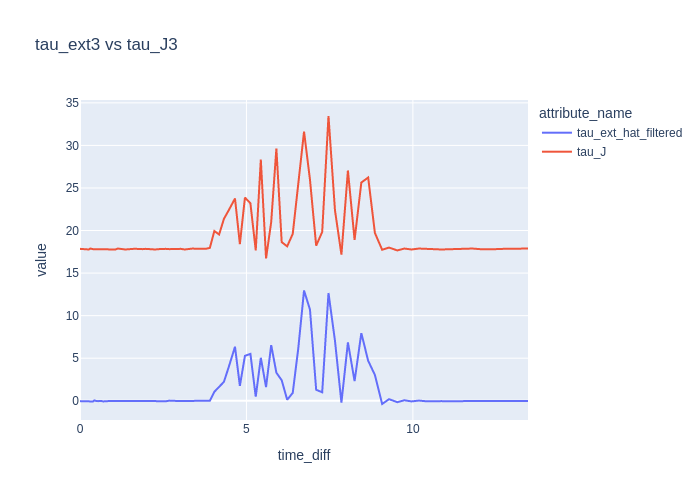 tau_ext3 vs tau_J3
attribute_name
tau_ext_hat_filtered
tau_J
35
30
25
20
15
10
5
0
value
0
5
10
time_diff